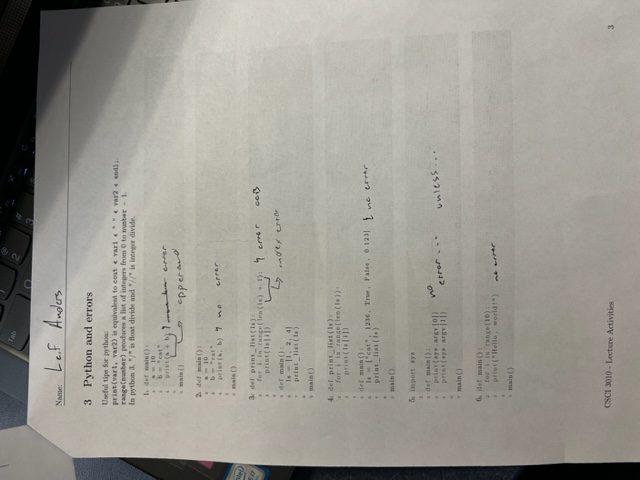 Tab
Name: Leif Anders
3 Python and errors
Useful tips for python:
print(var1, var2) is equivalent to cout < var1 < " " < var2 < endl;.
range(number) produces a list of integers from 0 to number - 1.
In python 3, "/" is float divide and "//" is integer divide.
1. def main():
a = 10
b = "cat"
print(a + b) error
main() opperand
2. def main():
a = 10
b = "cat"
print(a, b) no error
main()
3. def print_list(ls):
for i in range(len(ls) + 1): error OOB
print(ls[i]) index error
def main():
ls = [1, 2, 4]
print_list(ls)
main()
4. def print_list(ls):
for i in range(len(ls)):
print(ls[i])
def main():
ls = ["cat", 1236, True, False, 0.123] no error
print_list(ls)
main()
5. import sys
def main():
print(sys.argv[0]) no
print(sys.argv[1]) error... unless...
main()
6. def main():
for i in range(10):
print("Hello, world!") no error
main()
CSCI 3010 - Lecture Activities
3